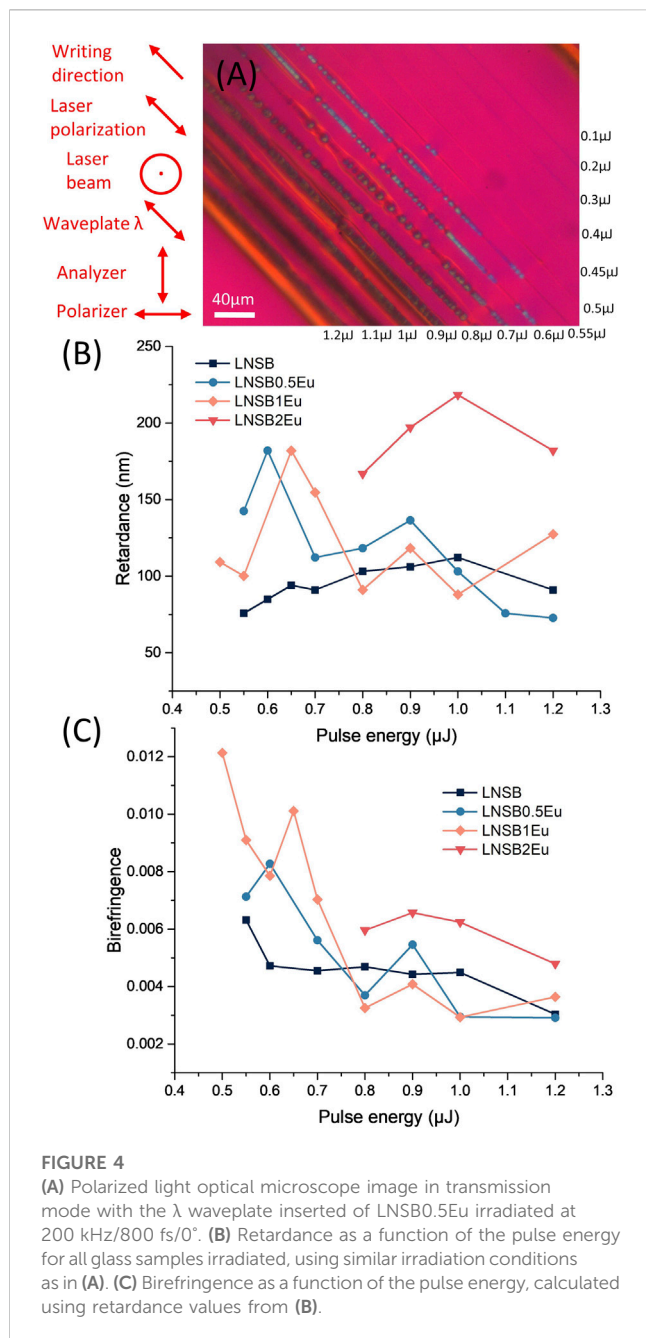 Writing
direction
Laser
polarization
Laser
beam
Waveplate λ
Analyzer
Polarizer
(A)
40µm
0.1µJ
0.2µJ
0.3µJ
0.4µJ
0.45µJ
0.5µJ
1.2µJ 1.1µJ 1µJ 0.9µJ 0.8µJ 0.7µJ 0.6µJ 0.55µJ
(B)
250
200
150
100
50
Retardance (nm)
LNSB
LNSB0.5Eu
LNSB1Eu
LNSB2Eu
0.4 0.5 0.6 0.7 0.8 0.9 1.0 1.1 1.2 1.3
Pulse energy (µJ)
(C)
0.012
0.010
0.008
0.006
0.004
0.002
Birefringence
LNSB
LNSB0.5Eu
LNSB1Eu
LNSB2Eu
0.4 0.5 0.6 0.7 0.8 0.9 1.0 1.1 1.2 1.3
Pulse energy (µJ)
FIGURE 4
(A) Polarized light optical microscope image in transmission
mode with the λ waveplate inserted of LNSB0.5Eu irradiated at
200 kHz/800 fs/0°. (B) Retardance as a function of the pulse energy
for all glass samples irradiated, using similar irradiation conditions
as in (A). (C) Birefringence as a function of the pulse energy, calculated
using retardance values from (B).